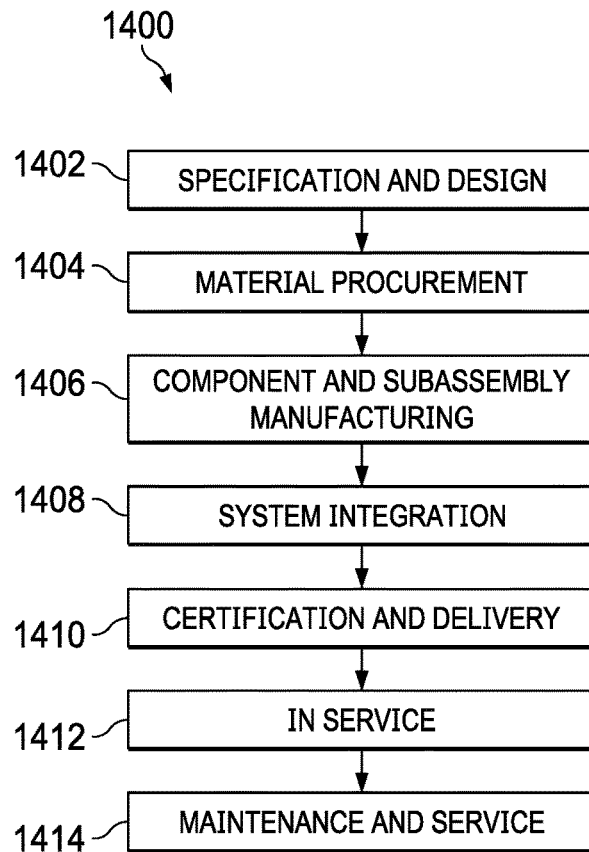 1400
1402 SPECIFICATION AND DESIGN
1404 MATERIAL PROCUREMENT
1406 COMPONENT AND SUBASSEMBLY
MANUFACTURING
1408 SYSTEM INTEGRATION
1410 CERTIFICATION AND DELIVERY
1412 IN SERVICE
1414 MAINTENANCE AND SERVICE